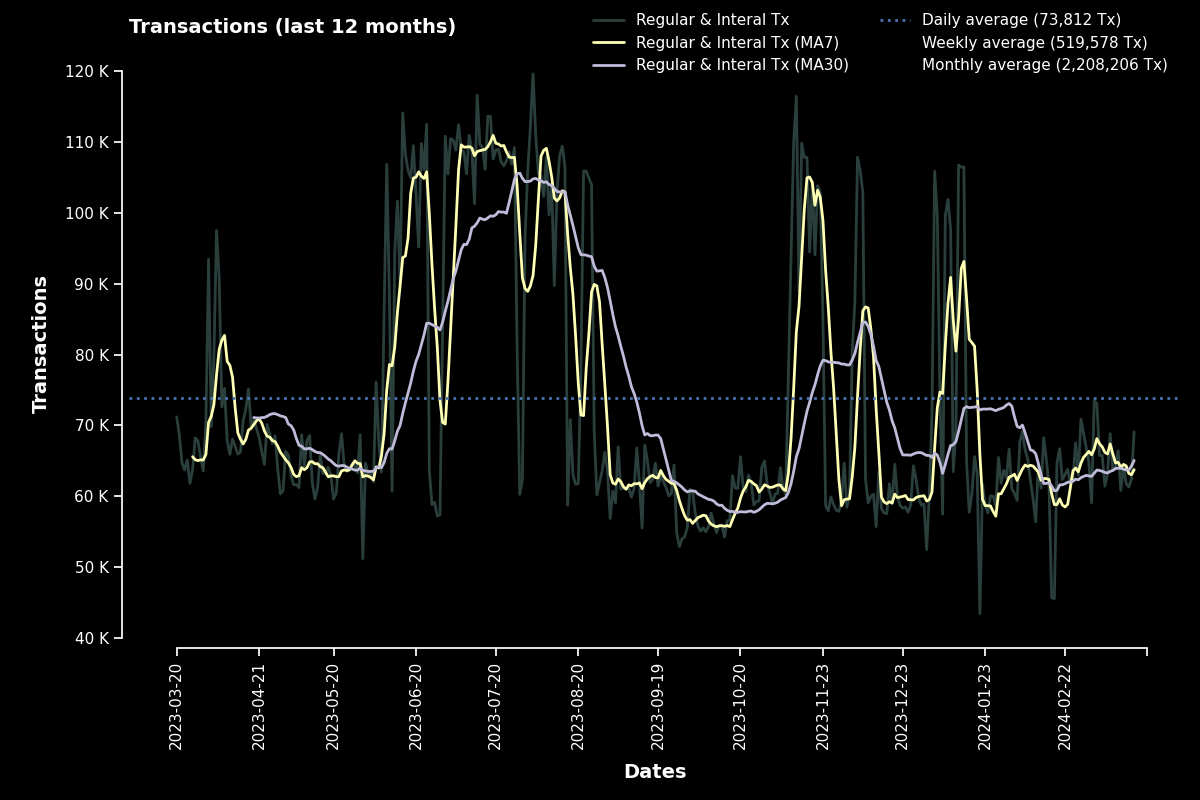 Transactions (last 12 months)
Regular & Interal Tx
Regular & Interal Tx (MA7)
Regular & Interal Tx (MA30)
Daily average (73,812 Tx)
Weekly average (519,578 Tx)
Monthly average (2,208,206 Tx)
Transactions
120 K
110 K
100 K
90 K
80 K
70 K
60 K
50 K
40 K
2023-03-20
2023-04-21
2023-05-20
2023-06-20
2023-07-20
2023-08-20
2023-09-19
2023-10-20
2023-11-23
2023-12-23
2024-01-23
2024-02-22
Dates